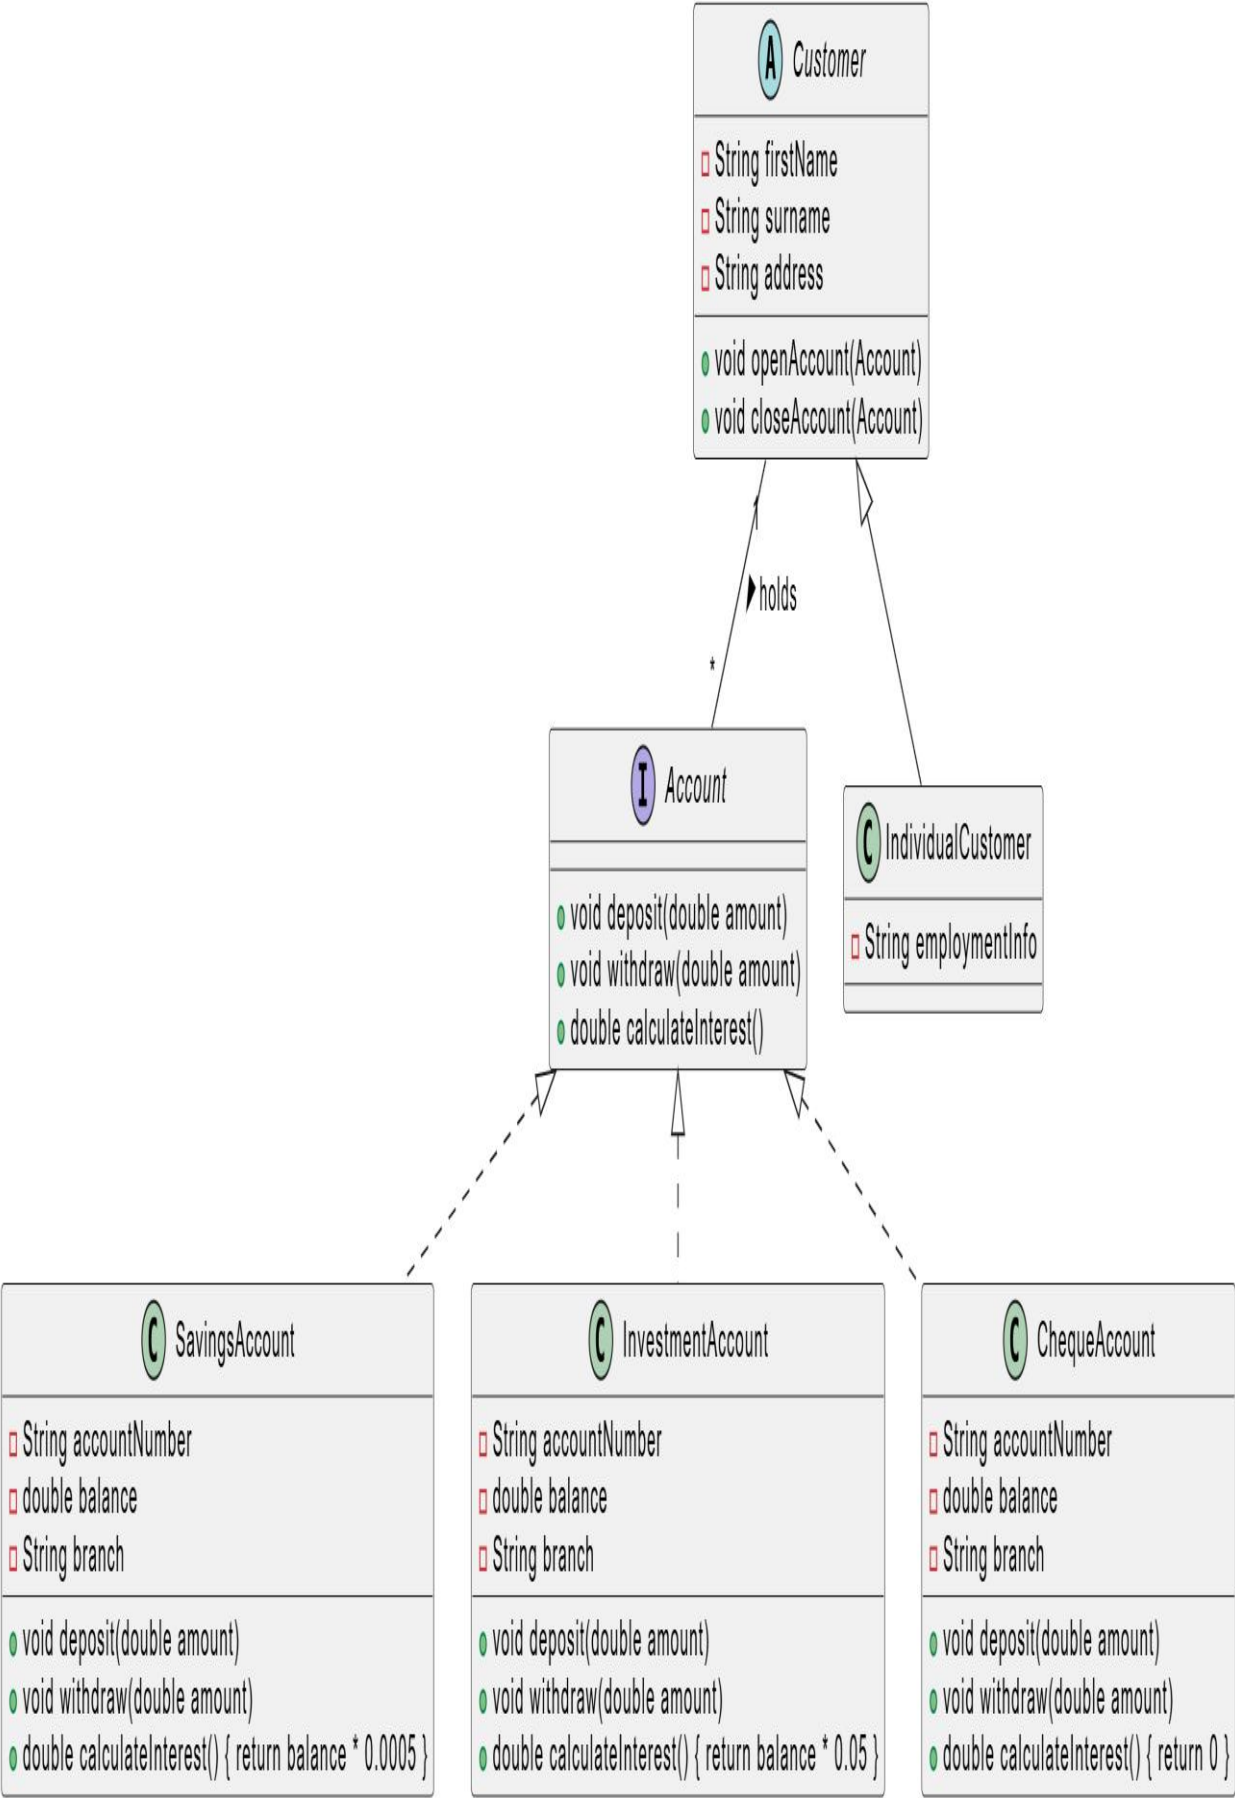 A Customer
String firstName
String surname
String address
void openAccount(Account)
void closeAccount(Account)
1
holds
*
I Account
void deposit(double amount)
void withdraw(double amount)
double calculateInterest()
C IndividualCustomer
String employmentInfo
C SavingsAccount
String accountNumber
double balance
String branch
void deposit(double amount)
void withdraw(double amount)
double calculateInterest() { return balance * 0.0005 }
C InvestmentAccount
String accountNumber
double balance
String branch
void deposit(double amount)
void withdraw(double amount)
double calculateInterest() { return balance * 0.05 }
C ChequeAccount
String accountNumber
double balance
String branch
void deposit(double amount)
void withdraw(double amount)
double calculateInterest() { return 0 }